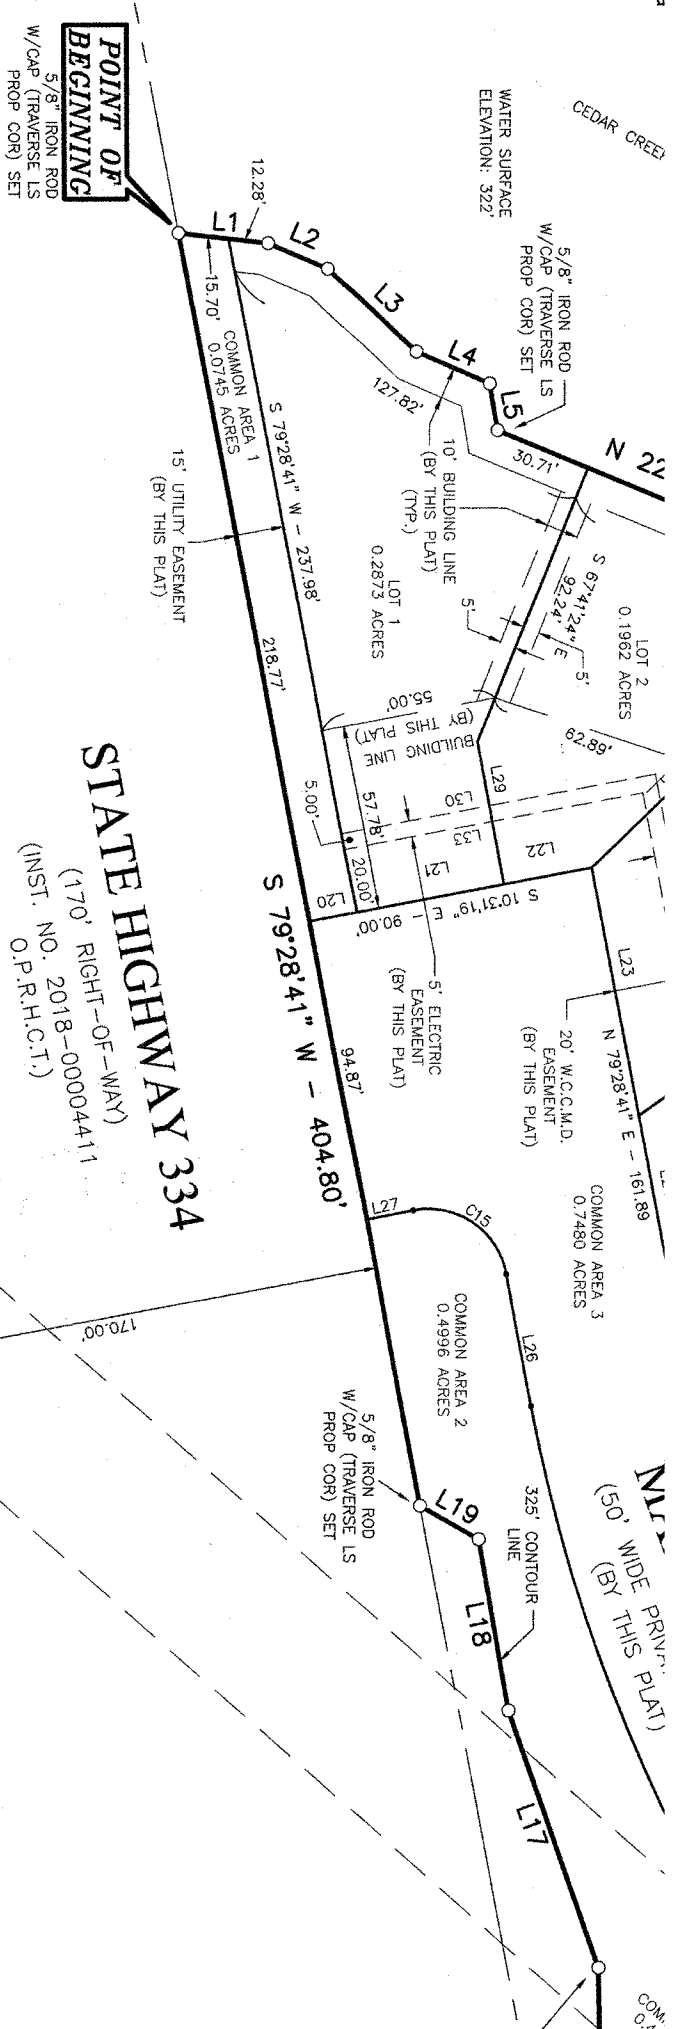 CEDAR CREEK
WATER SURFACE
ELEVATION: 322'
POINT OF
BEGINNING
5/8" IRON ROD
W/CAP (TRAVERSE LS
PROP COR) SET
5/8" IRON ROD
W/CAP (TRAVERSE LS
PROP COR) SET
L1
12.28'
15.70'
L2
L3
L4
127.82'
L5
30.71'
N 22
COMMON AREA 1
0.0745 ACRES
S 79°28'41" W - 237.98'
10' BUILDING LINE
(BY THIS PLAT)
(TYP.)
LOT 1
0.2873 ACRES
15' UTILITY EASEMENT
(BY THIS PLAT)
218.77'
S 67°41'24" E
92.24'
5'
5'
LOT 2
0.1962 ACRES
62.89'
55.00'
BUILDING LINE
(BY THIS PLAT)
57.78'
5.00'
20.00'
L29
L30
L33
L21
L22
L20
S 10°31'19" E - 90.00'
5' ELECTRIC
EASEMENT
(BY THIS PLAT)
L23
N 79°28'41" E - 161.89
20' W.C.C.M.D.
EASEMENT
(BY THIS PLAT)
COMMON AREA 3
0.7480 ACRES
S 79°28'41" W - 404.80'
94.87'
STATE HIGHWAY 334
(170' RIGHT-OF-WAY)
(INST. NO. 2018-00004411
O.P.R.H.C.T.)
170.00'
L27
C15
L26
COMMON AREA 2
0.4996 ACRES
5/8" IRON ROD
W/CAP (TRAVERSE LS
PROP COR) SET
325' CONTOUR
LINE
L19
L18
L17
(50' WIDE PRIVA
(BY THIS PLAT)